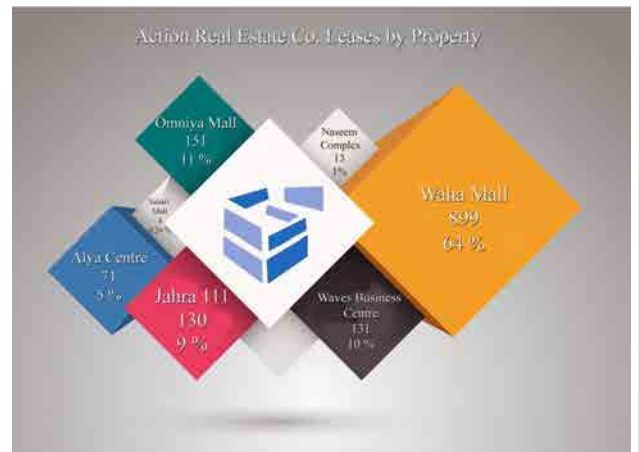 Action Real Estate Co. Leases by Property
Omniya Mall
151
11 %
Naseem
Complex
13
1%
Waha Mall
899
64 %
Mall
Alya Centre
71
5 %
Jahra 111
130
9 %
Waves Business
Centre
131
10 %